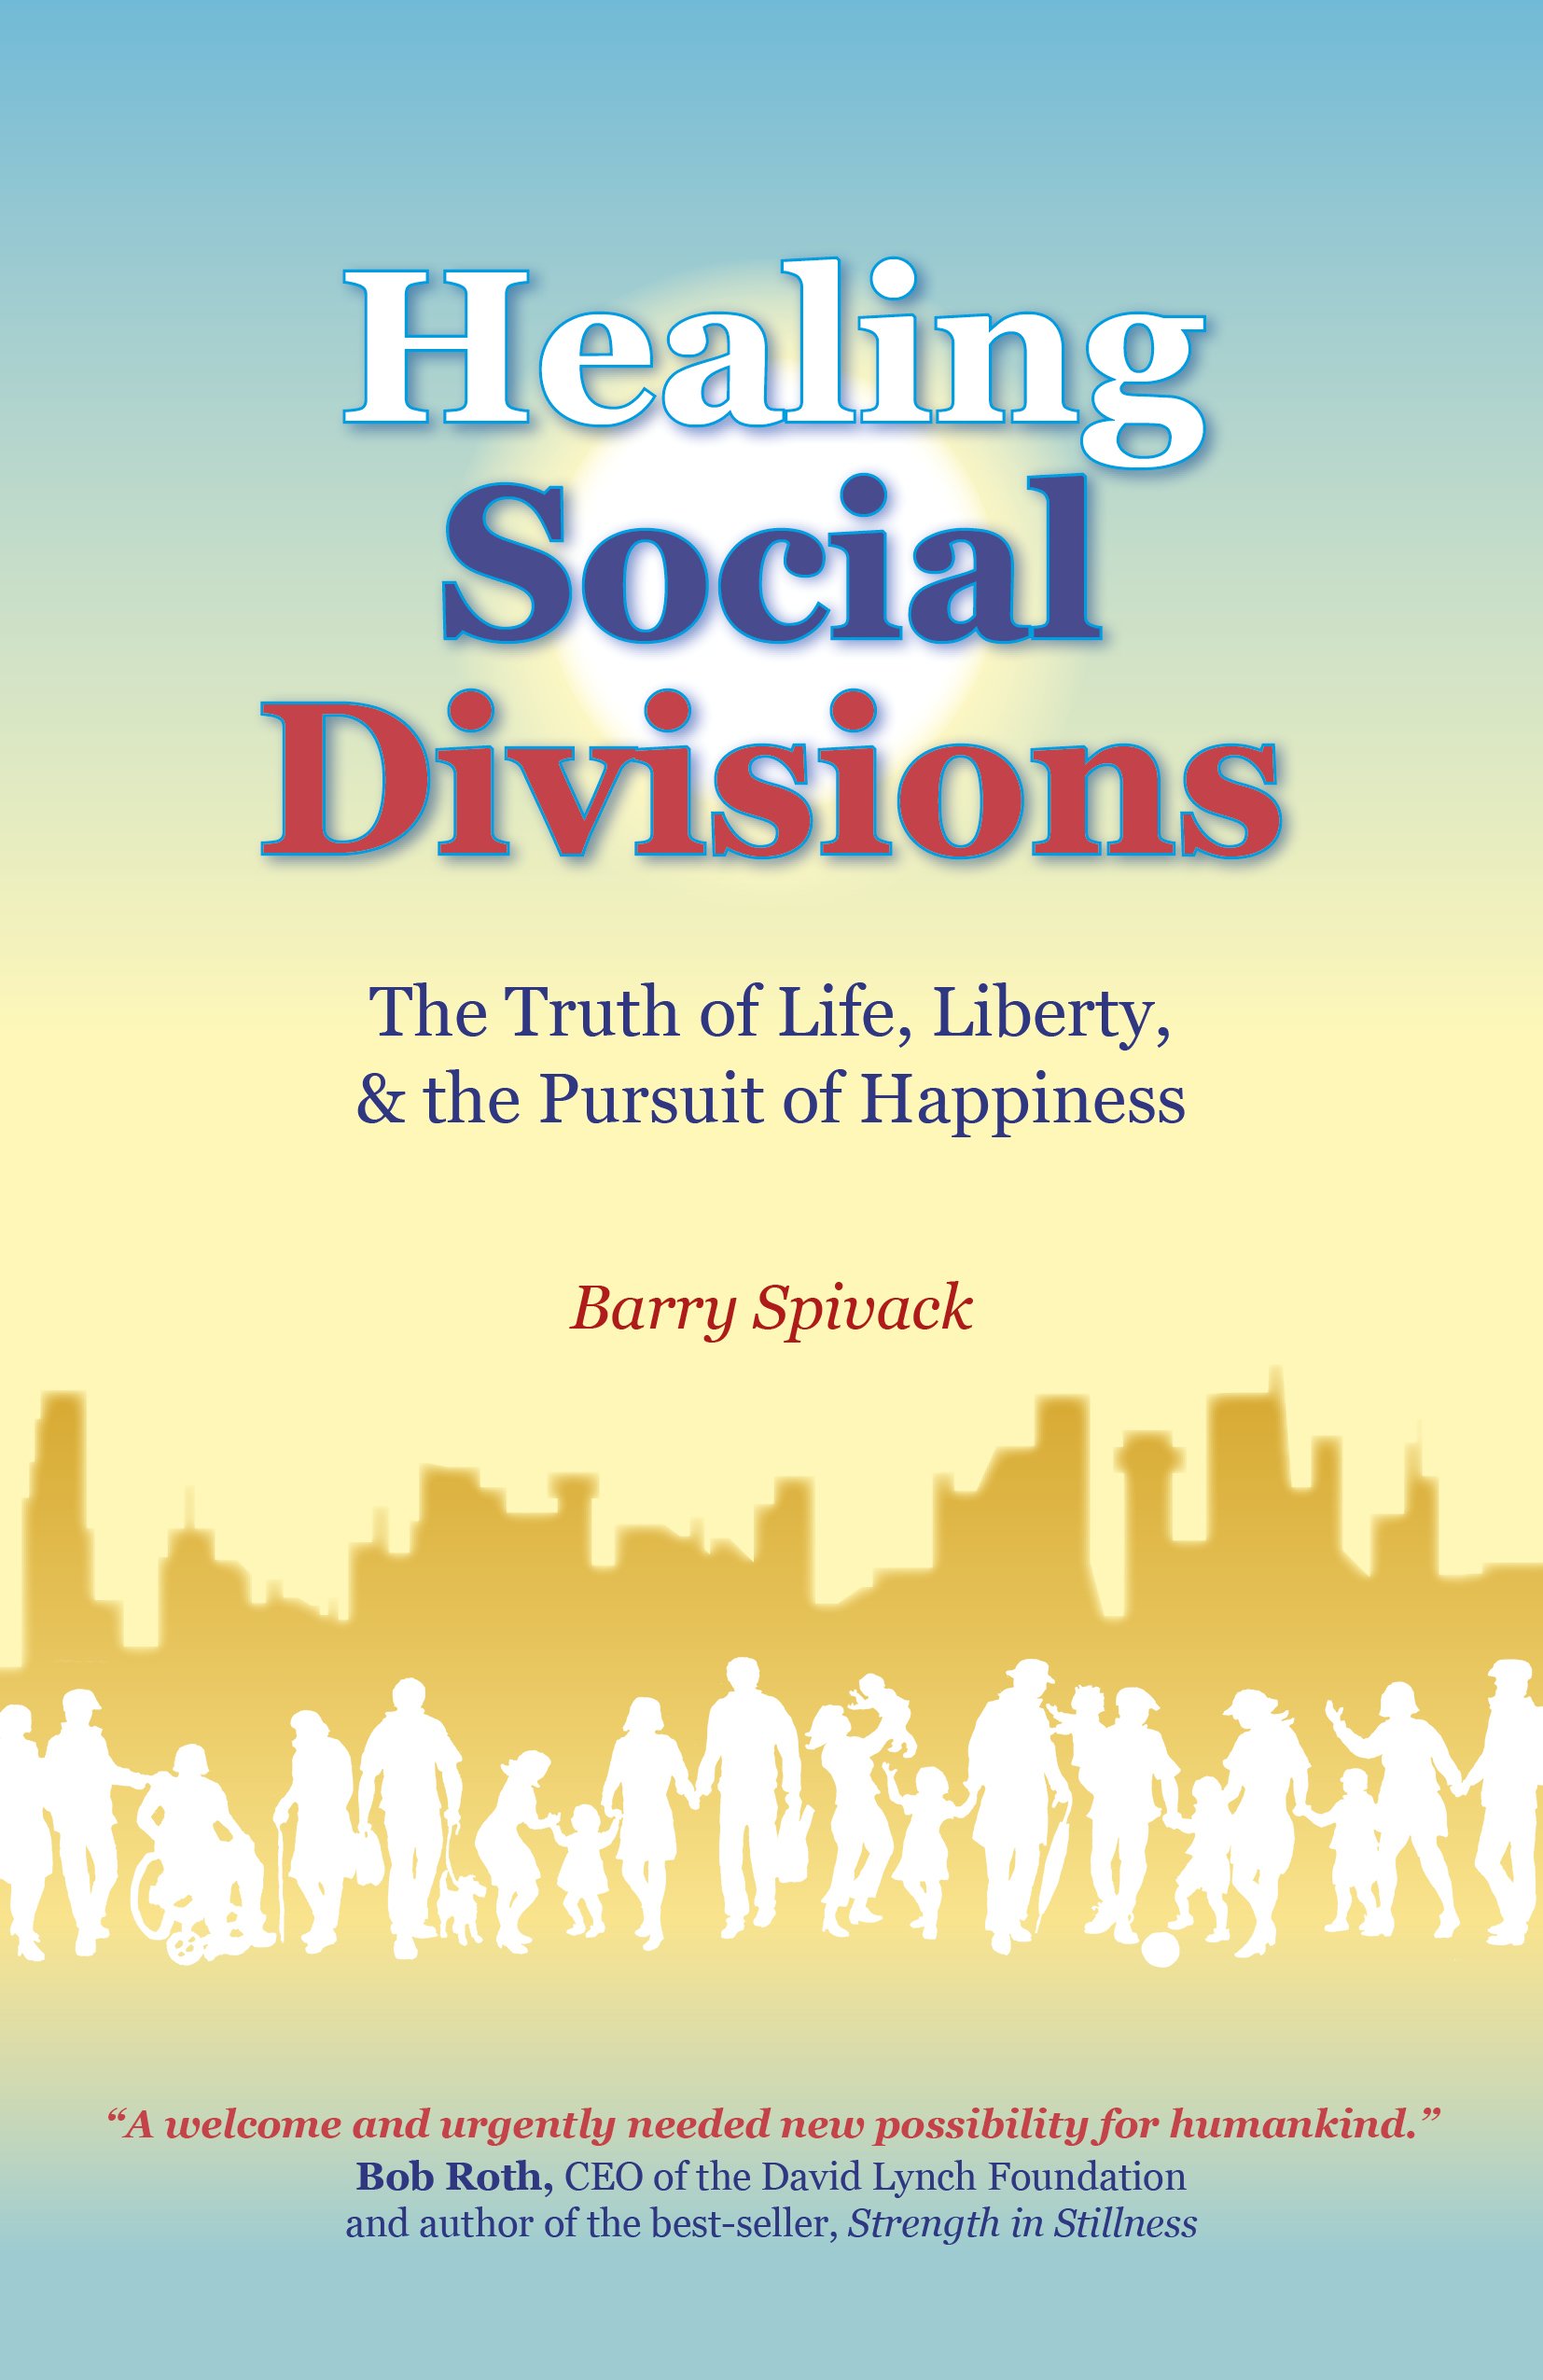 Healing
Social
Divisions
The Truth of Life, Liberty,
& the Pursuit of Happiness
Barry Spivack
“A welcome and urgently needed new possibility for humankind.”
Bob Roth, CEO of the David Lynch Foundation
and author of the best-seller, Strength in Stillness